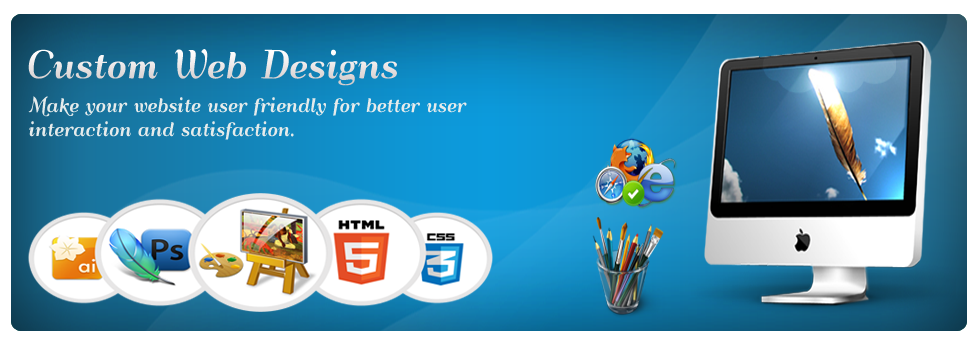 Custom Web Designs
Make your website user friendly for better user
interaction and satisfaction.
ai
Ps
HTML
5
CSS
3